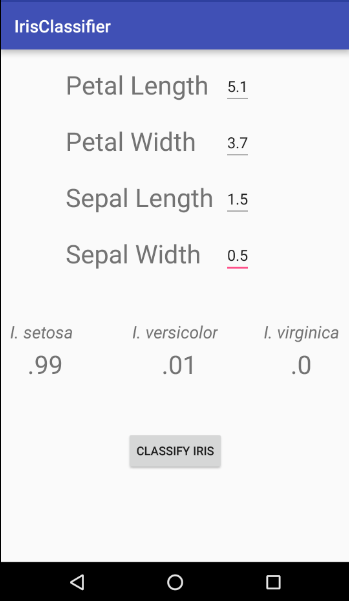 IrisClassifier
Petal Length 5.1
Petal Width 3.7
Sepal Length 1.5
Sepal Width 0.5
I. setosa I. versicolor I. virginica
.99 .01 .0
CLASSIFY IRIS